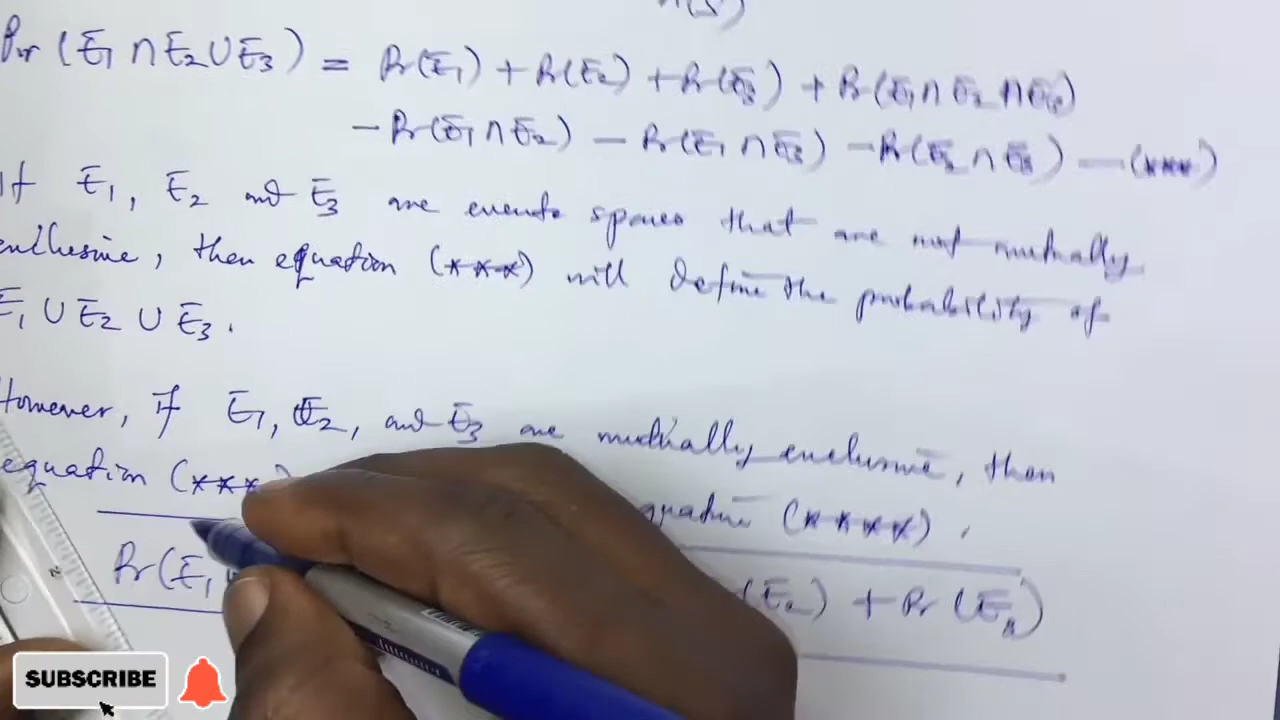 n(S)
Pr (E1 ∩ E2 ∪ E3) = Pr(E1) + Pr(E2) + Pr(E3) + Pr(E1 ∩ E2 ∩ E3)
- Pr(E1 ∩ E2) - Pr(E1 ∩ E3) - Pr(E2 ∩ E3) — (***)
If E1, E2 and E3 are events spaces that are not mutually
exclusive, then equation (***) will define the probability of
E1 ∪ E2 ∪ E3.
However, if E1, E2, and E3 are mutually exclusive, then
equation (*** equation (****).
Pr(E1 (E2) + Pr (E3)
SUBSCRIBE